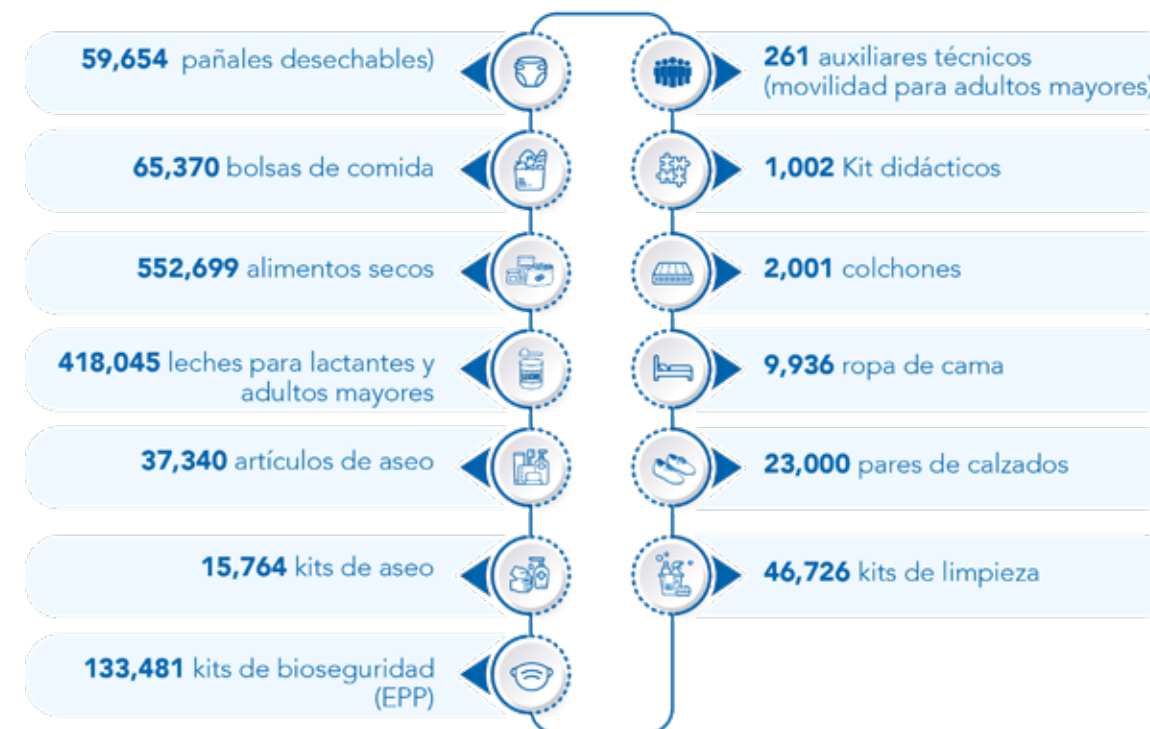 59,654 pañales desechables)
65,370 bolsas de comida
552,699 alimentos secos
418,045 leches para lactantes y
adultos mayores
37,340 artículos de aseo
15,764 kits de aseo
133,481 kits de bioseguridad
(EPP)
261 auxiliares técnicos
(movilidad para adultos mayores)
1,002 Kit didácticos
2,001 colchones
9,936 ropa de cama
23,000 pares de calzados
46,726 kits de limpieza